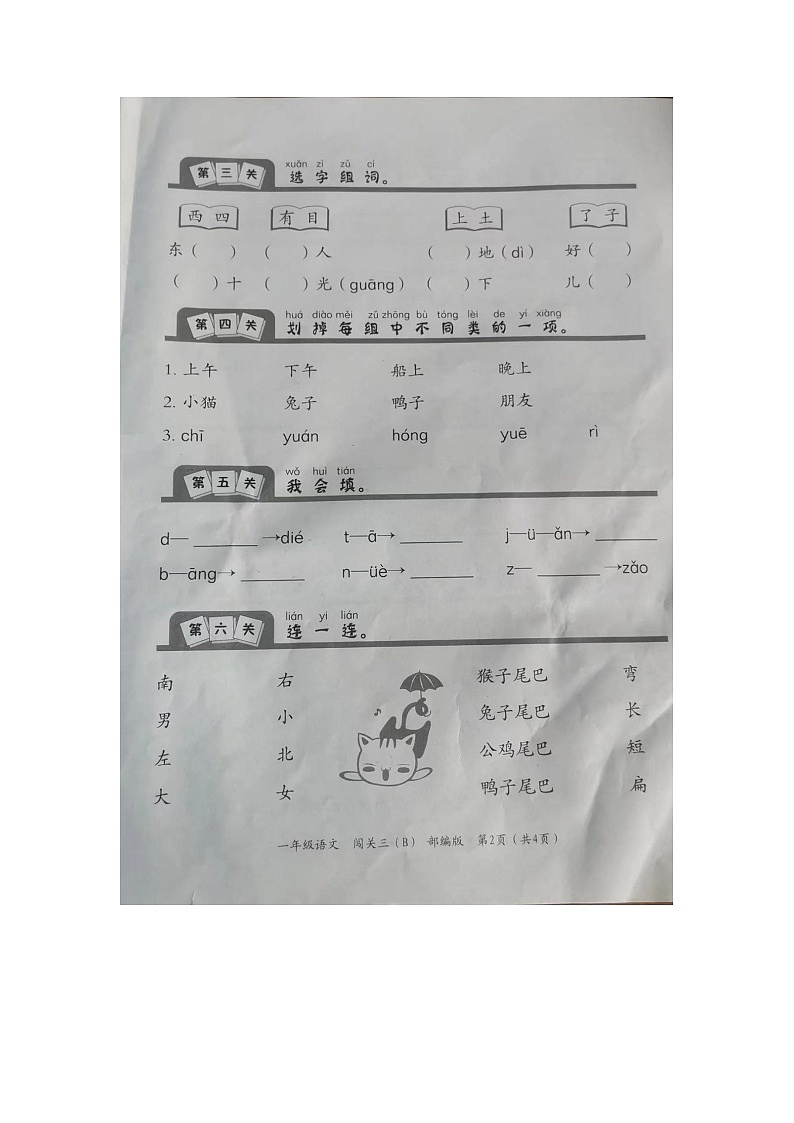 xuǎn zì zǔ cí
第三关 选字组词。
西 四 有 目 上 土 了 子
东（ ） （ ）人 （ ）地（dì） 好（ ）
（ ）十 （ ）光（guāng） （ ）下 儿（ ）
huá diào měi zǔ zhōng bù tóng lèi de yí xiàng
第四关 划掉每组中不同类的一项。
1. 上午 下午 船上 晚上
2. 小猫 兔子 鸭子 朋友
3. chī yuán hóng yuē rì
wǒ huì tián
第五关 我会填。
d— ______ →dié t—ā→ ______ j—ü—ǎn→ ______
b—āng→ ______ n—üè→ ______ z— ______ →zǎo
lián yi lián
第六关 连一连。
南 右 猴子尾巴 弯
男 小 兔子尾巴 长
左 北 公鸡尾巴 短
大 女 鸭子尾巴 扁
一年级语文 闯关三（B） 部编版 第2页（共4页）